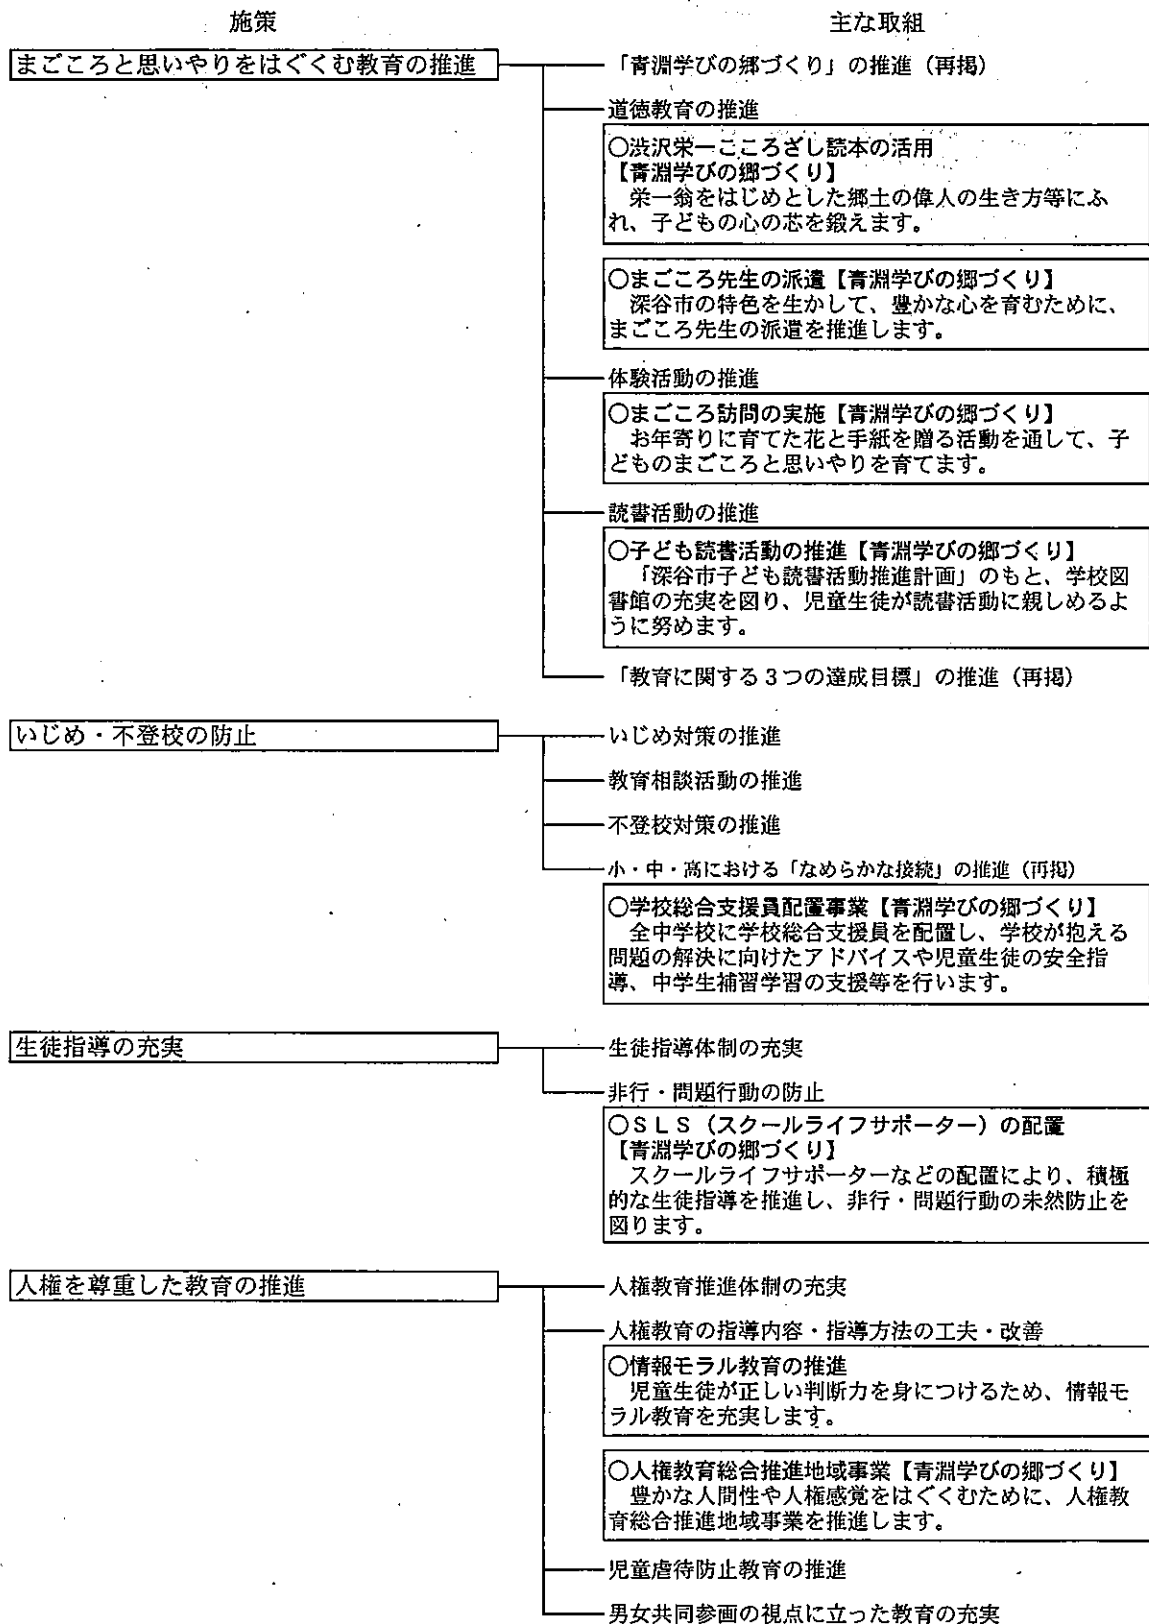 施策
主な取組
まごころと思いやりをはぐくむ教育の推進
「青淵学びの郷づくり」の推進（再掲）
道徳教育の推進
○渋沢栄一こころざし読本の活用
【青淵学びの郷づくり】
栄一翁をはじめとした郷土の偉人の生き方等にふ
れ、子どもの心の芯を鍛えます。
○まごころ先生の派遣【青淵学びの郷づくり】
深谷市の特色を生かして、豊かな心を育むために、
まごころ先生の派遣を推進します。
体験活動の推進
○まごころ訪問の実施【青淵学びの郷づくり】
お年寄りに育てた花と手紙を贈る活動を通して、子
どものまごころと思いやりを育てます。
読書活動の推進
○子ども読書活動の推進【青淵学びの郷づくり】
「深谷市子ども読書活動推進計画」のもと、学校図
書館の充実を図り、児童生徒が読書活動に親しめるよ
うに努めます。
「教育に関する３つの達成目標」の推進（再掲）
いじめ・不登校の防止
いじめ対策の推進
教育相談活動の推進
不登校対策の推進
小・中・高における「なめらかな接続」の推進（再掲）
○学校総合支援員配置事業【青淵学びの郷づくり】
全中学校に学校総合支援員を配置し、学校が抱える
問題の解決に向けたアドバイスや児童生徒の安全指
導、中学生補習学習の支援等を行います。
生徒指導の充実
生徒指導体制の充実
非行・問題行動の防止
○ＳＬＳ（スクールライフサポーター）の配置
【青淵学びの郷づくり】
スクールライフサポーターなどの配置により、積極
的な生徒指導を推進し、非行・問題行動の未然防止を
図ります。
人権を尊重した教育の推進
人権教育推進体制の充実
人権教育の指導内容・指導方法の工夫・改善
○情報モラル教育の推進
児童生徒が正しい判断力を身につけるため、情報モ
ラル教育を充実します。
○人権教育総合推進地域事業【青淵学びの郷づくり】
豊かな人間性や人権感覚をはぐくむために、人権教
育総合推進地域事業を推進します。
児童虐待防止教育の推進
男女共同参画の視点に立った教育の充実